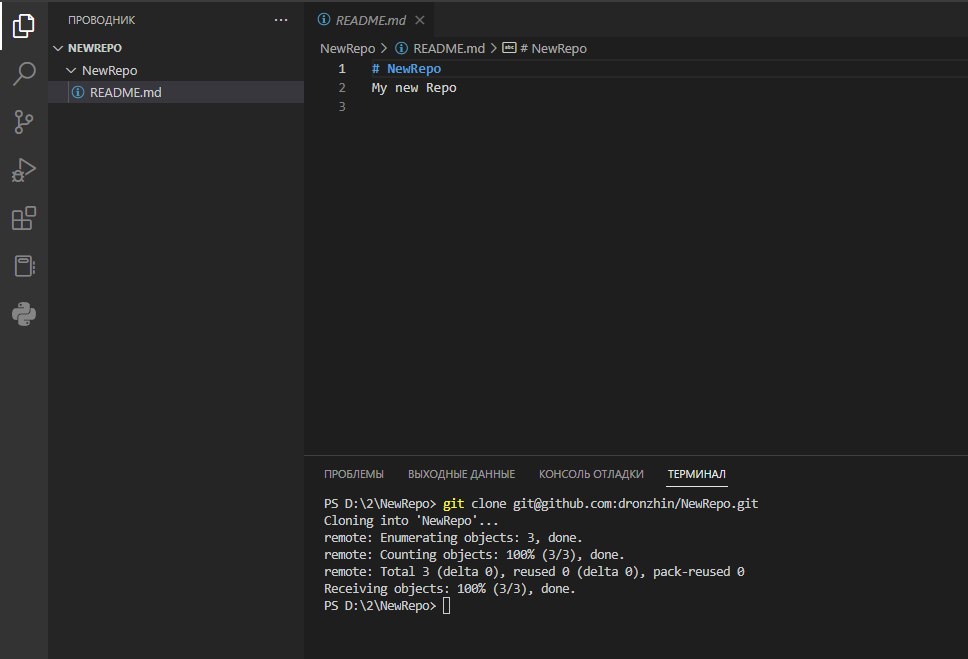 ПРОВОДНИК
NEWREPO
NewRepo
README.md
README.md
NewRepo > README.md > abc # NewRepo
1 # NewRepo
2 My new Repo
3
ПРОБЛЕМЫ ВЫХОДНЫЕ ДАННЫЕ КОНСОЛЬ ОТЛАДКИ ТЕРМИНАЛ
PS D:\2\NewRepo> git clone git@github.com:dronzhin/NewRepo.git
Cloning into 'NewRepo'...
remote: Enumerating objects: 3, done.
remote: Counting objects: 100% (3/3), done.
remote: Total 3 (delta 0), reused 0 (delta 0), pack-reused 0
Receiving objects: 100% (3/3), done.
PS D:\2\NewRepo>